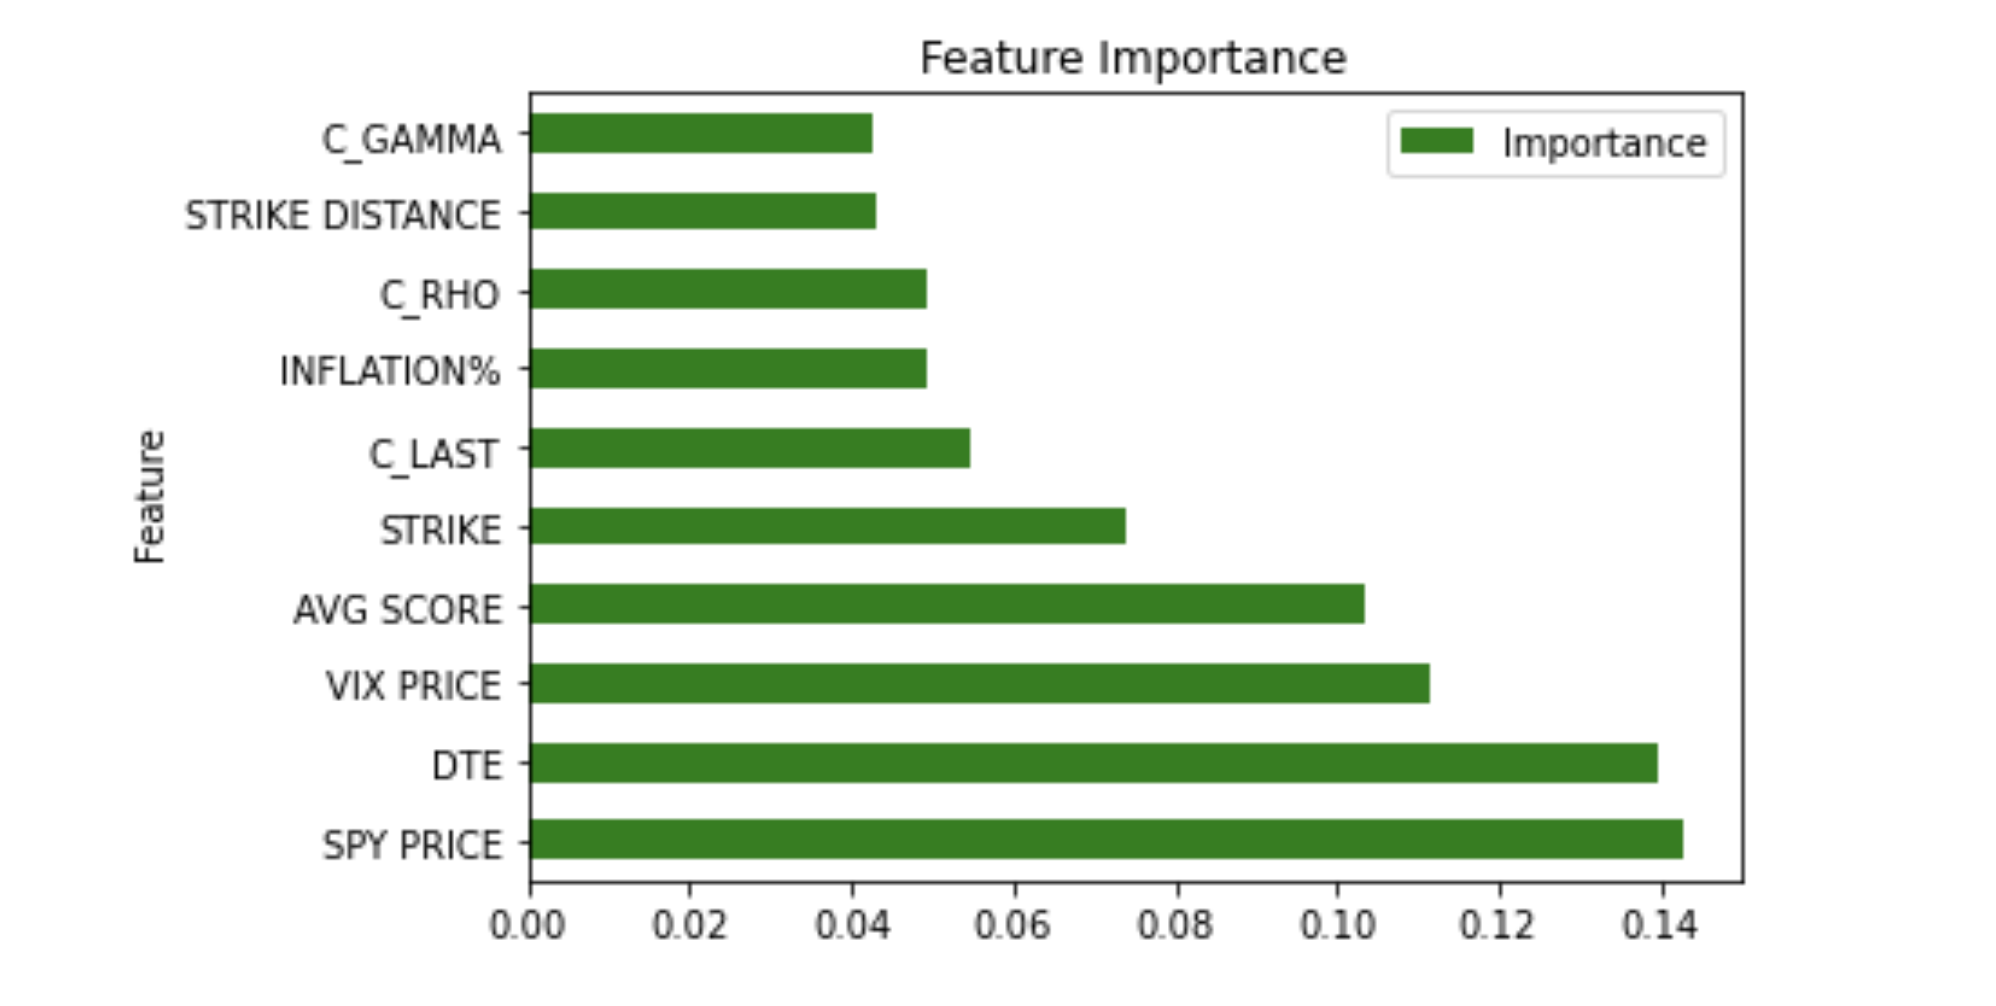 Feature Importance
Importance
C_GAMMA
STRIKE DISTANCE
C_RHO
INFLATION%
C_LAST
STRIKE
AVG SCORE
VIX PRICE
DTE
SPY PRICE
Feature
0.00 0.02 0.04 0.06 0.08 0.10 0.12 0.14